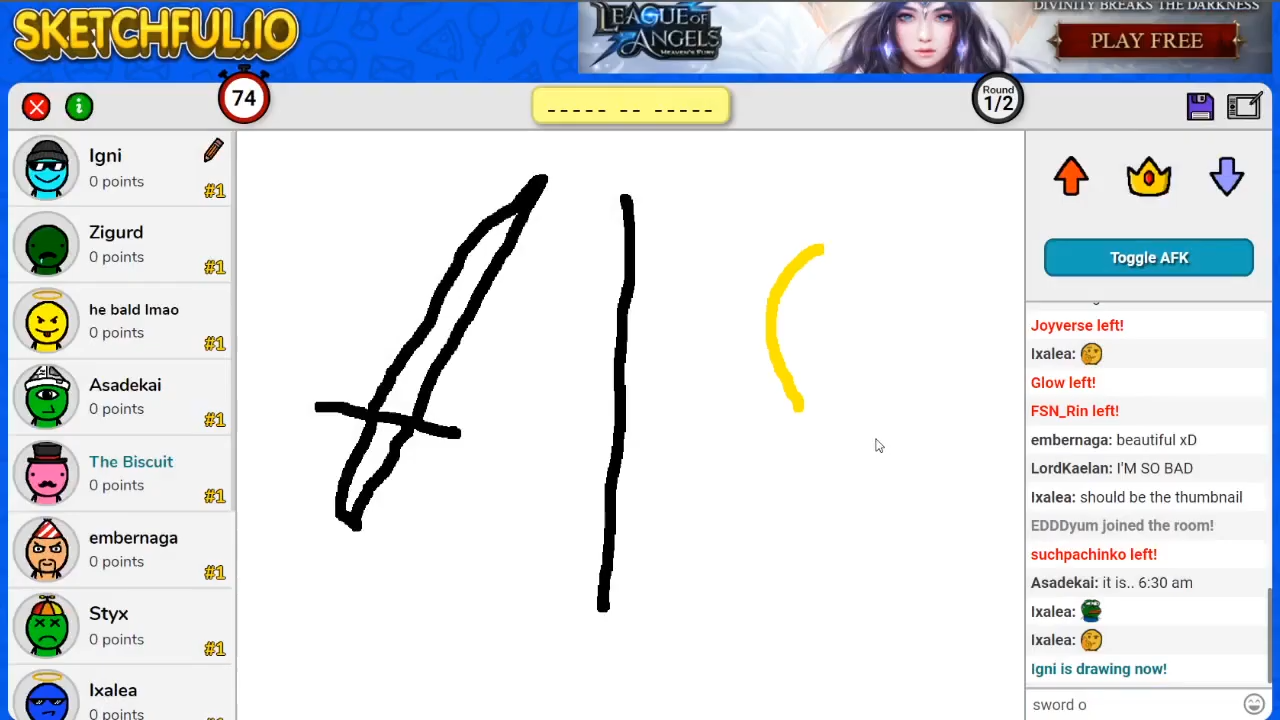 SKETCHFUL.IO
LEAGUE OF
ANGELS
HEAVEN'S FURY
DIVINITY BREAKS THE DARKNESS
PLAY FREE
74
_ _ _ _ _  _ _  _ _ _ _ _
Round
1/2
Igni
0 points
#1
Zigurd
0 points
#1
he bald lmao
0 points
#1
Asadekai
0 points
#1
The Biscuit
0 points
#1
embernaga
0 points
#1
Styx
0 points
#1
Ixalea
0 points
Toggle AFK
Joyverse left!
Ixalea:
Glow left!
FSN_Rin left!
embernaga: beautiful xD
LordKaelan: I'M SO BAD
Ixalea: should be the thumbnail
EDDDyum joined the room!
suchpachinko left!
Asadekai: it is.. 6:30 am
Ixalea:
Ixalea:
Igni is drawing now!
sword o